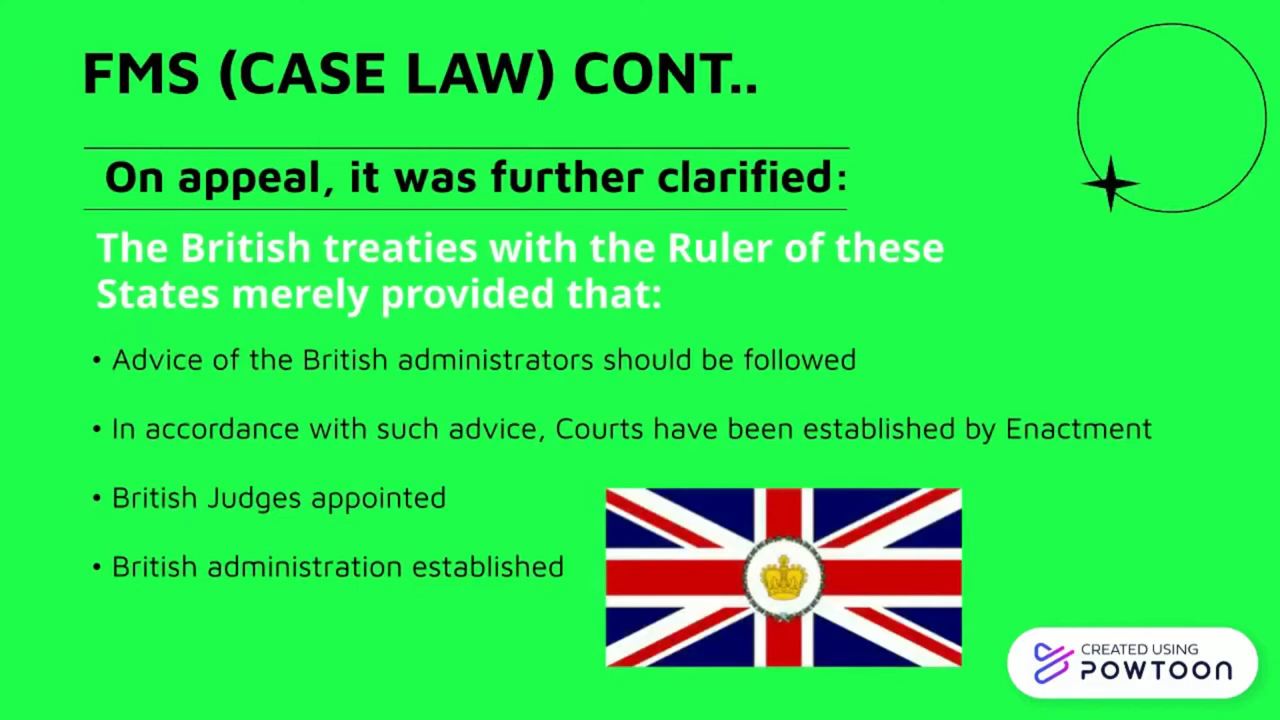 FMS (CASE LAW) CONT..
On appeal, it was further clarified:
The British treaties with the Ruler of these
States merely provided that:
• Advice of the British administrators should be followed
• In accordance with such advice, Courts have been established by Enactment
• British Judges appointed
• British administration established
CREATED USING
POWTOON